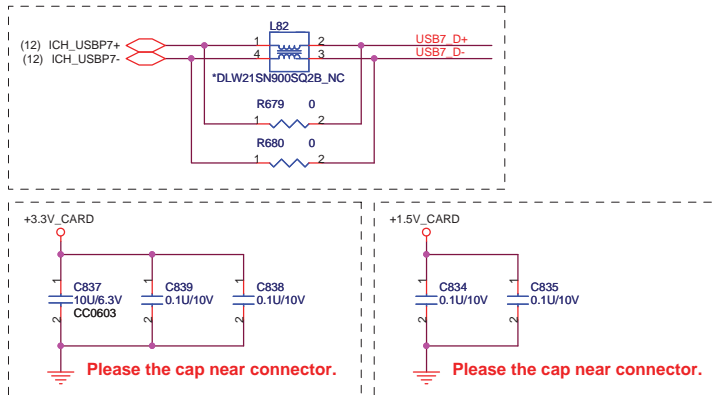 L82
(12) ICH_USBP7+ 1 2 USB7_D+
(12) ICH_USBP7- 4 3 USB7_D-
*DLW21SN900SQ2B_NC
R679 0
1 2
R680 0
1 2
+3.3V_CARD
1 1 1
C837 C839 C838
10U/6.3V 0.1U/10V 0.1U/10V
CC0603
2 2 2
Please the cap near connector.
+1.5V_CARD
1 1
C834 C835
0.1U/10V 0.1U/10V
2 2
Please the cap near connector.